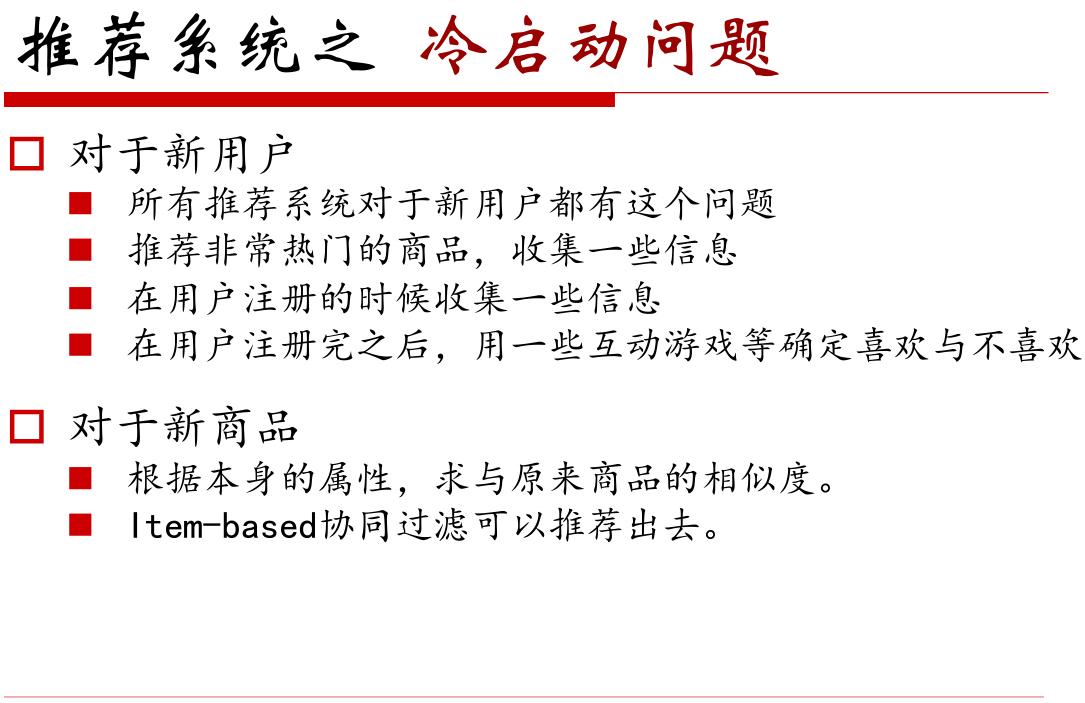 推荐系统之 冷启动问题
对于新用户
所有推荐系统对于新用户都有这个问题
推荐非常热门的商品，收集一些信息
在用户注册的时候收集一些信息
在用户注册完之后，用一些互动游戏等确定喜欢与不喜欢
对于新商品
根据本身的属性，求与原来商品的相似度。
Item-based协同过滤可以推荐出去。